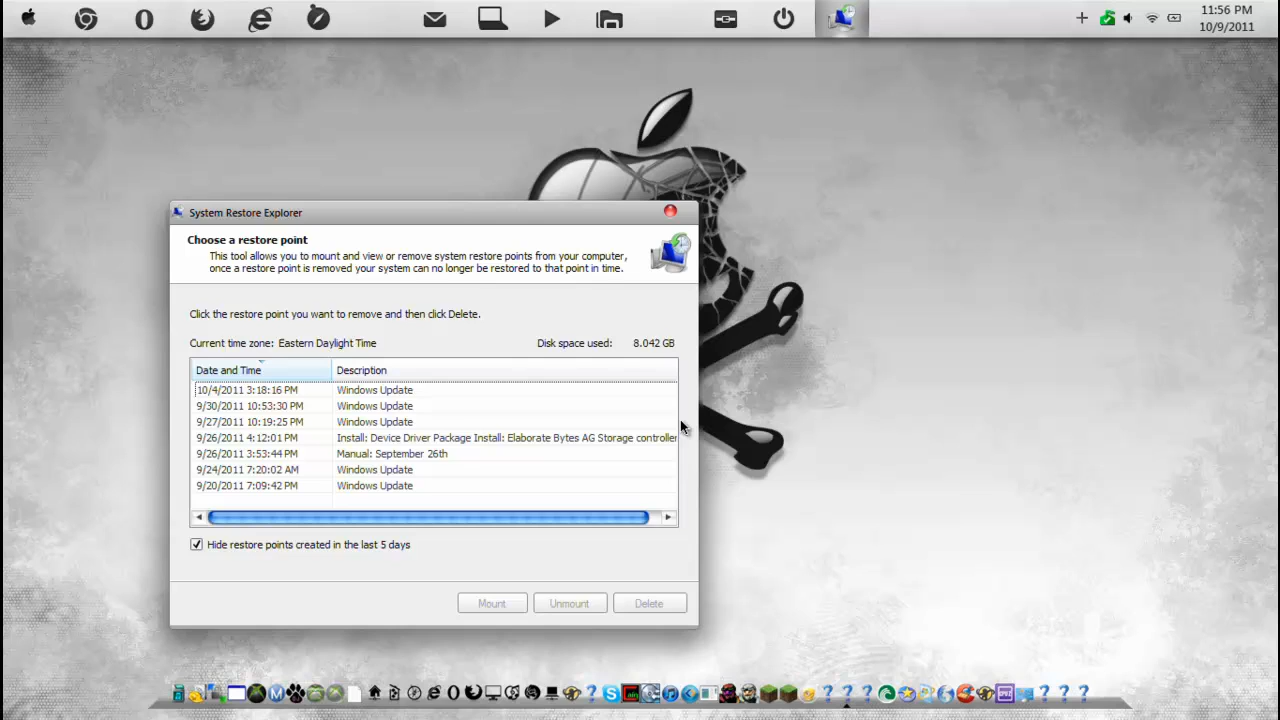 11:56 PM
10/9/2011
System Restore Explorer
Choose a restore point
This tool allows you to mount and view or remove system restore points from your computer,
once a restore point is removed your system can no longer be restored to that point in time.
Click the restore point you want to remove and then click Delete.
Current time zone: Eastern Daylight Time Disk space used: 8.042 GB
Date and Time Description
10/4/2011 3:18:16 PM Windows Update
9/30/2011 10:53:30 PM Windows Update
9/27/2011 10:19:25 PM Windows Update
9/26/2011 4:12:01 PM Install: Device Driver Package Install: Elaborate Bytes AG Storage controller
9/26/2011 3:53:44 PM Manual: September 26th
9/24/2011 7:20:02 AM Windows Update
9/20/2011 7:09:42 PM Windows Update
Hide restore points created in the last 5 days
Mount Unmount Delete